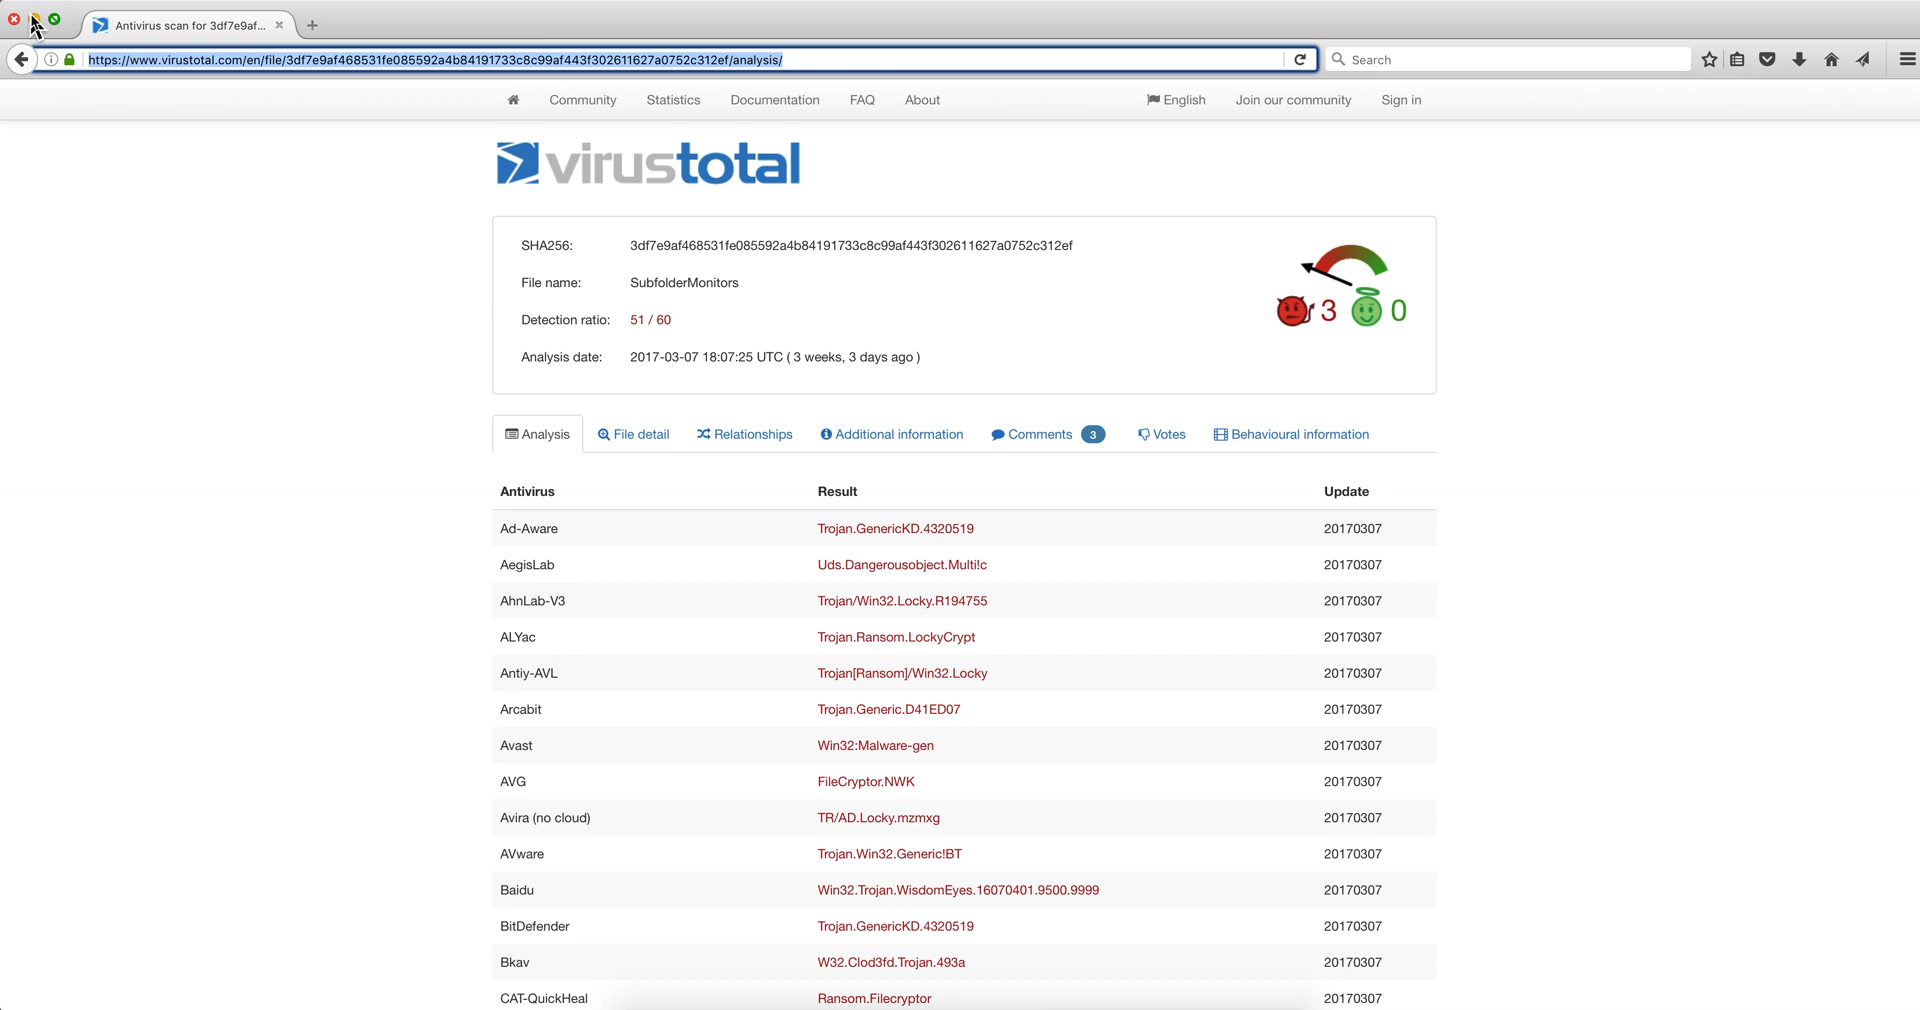 Antivirus scan for 3df7e9af...
https://www.virustotal.com/en/file/3df7e9af468531fe085592a4b84191733c8c99af443f302611627a0752c312ef/analysis/
Search
Community Statistics Documentation FAQ About English Join our community Sign in
virustotal
SHA256: 3df7e9af468531fe085592a4b84191733c8c99af443f302611627a0752c312ef
File name: SubfolderMonitors
Detection ratio: 51 / 60
3 0
Analysis date: 2017-03-07 18:07:25 UTC ( 3 weeks, 3 days ago )
Analysis File detail Relationships Additional information Comments 3 Votes Behavioural information
Antivirus Result Update
Ad-Aware Trojan.GenericKD.4320519 20170307
AegisLab Uds.Dangerousobject.Multi!c 20170307
AhnLab-V3 Trojan/Win32.Locky.R194755 20170307
ALYac Trojan.Ransom.LockyCrypt 20170307
Antiy-AVL Trojan[Ransom]/Win32.Locky 20170307
Arcabit Trojan.Generic.D41ED07 20170307
Avast Win32:Malware-gen 20170307
AVG FileCryptor.NWK 20170307
Avira (no cloud) TR/AD.Locky.mzmxg 20170307
AVware Trojan.Win32.Generic!BT 20170307
Baidu Win32.Trojan.WisdomEyes.16070401.9500.9999 20170307
BitDefender Trojan.GenericKD.4320519 20170307
Bkav W32.Clod3fd.Trojan.493a 20170307
CAT-QuickHeal Ransom.Filecryptor 20170307